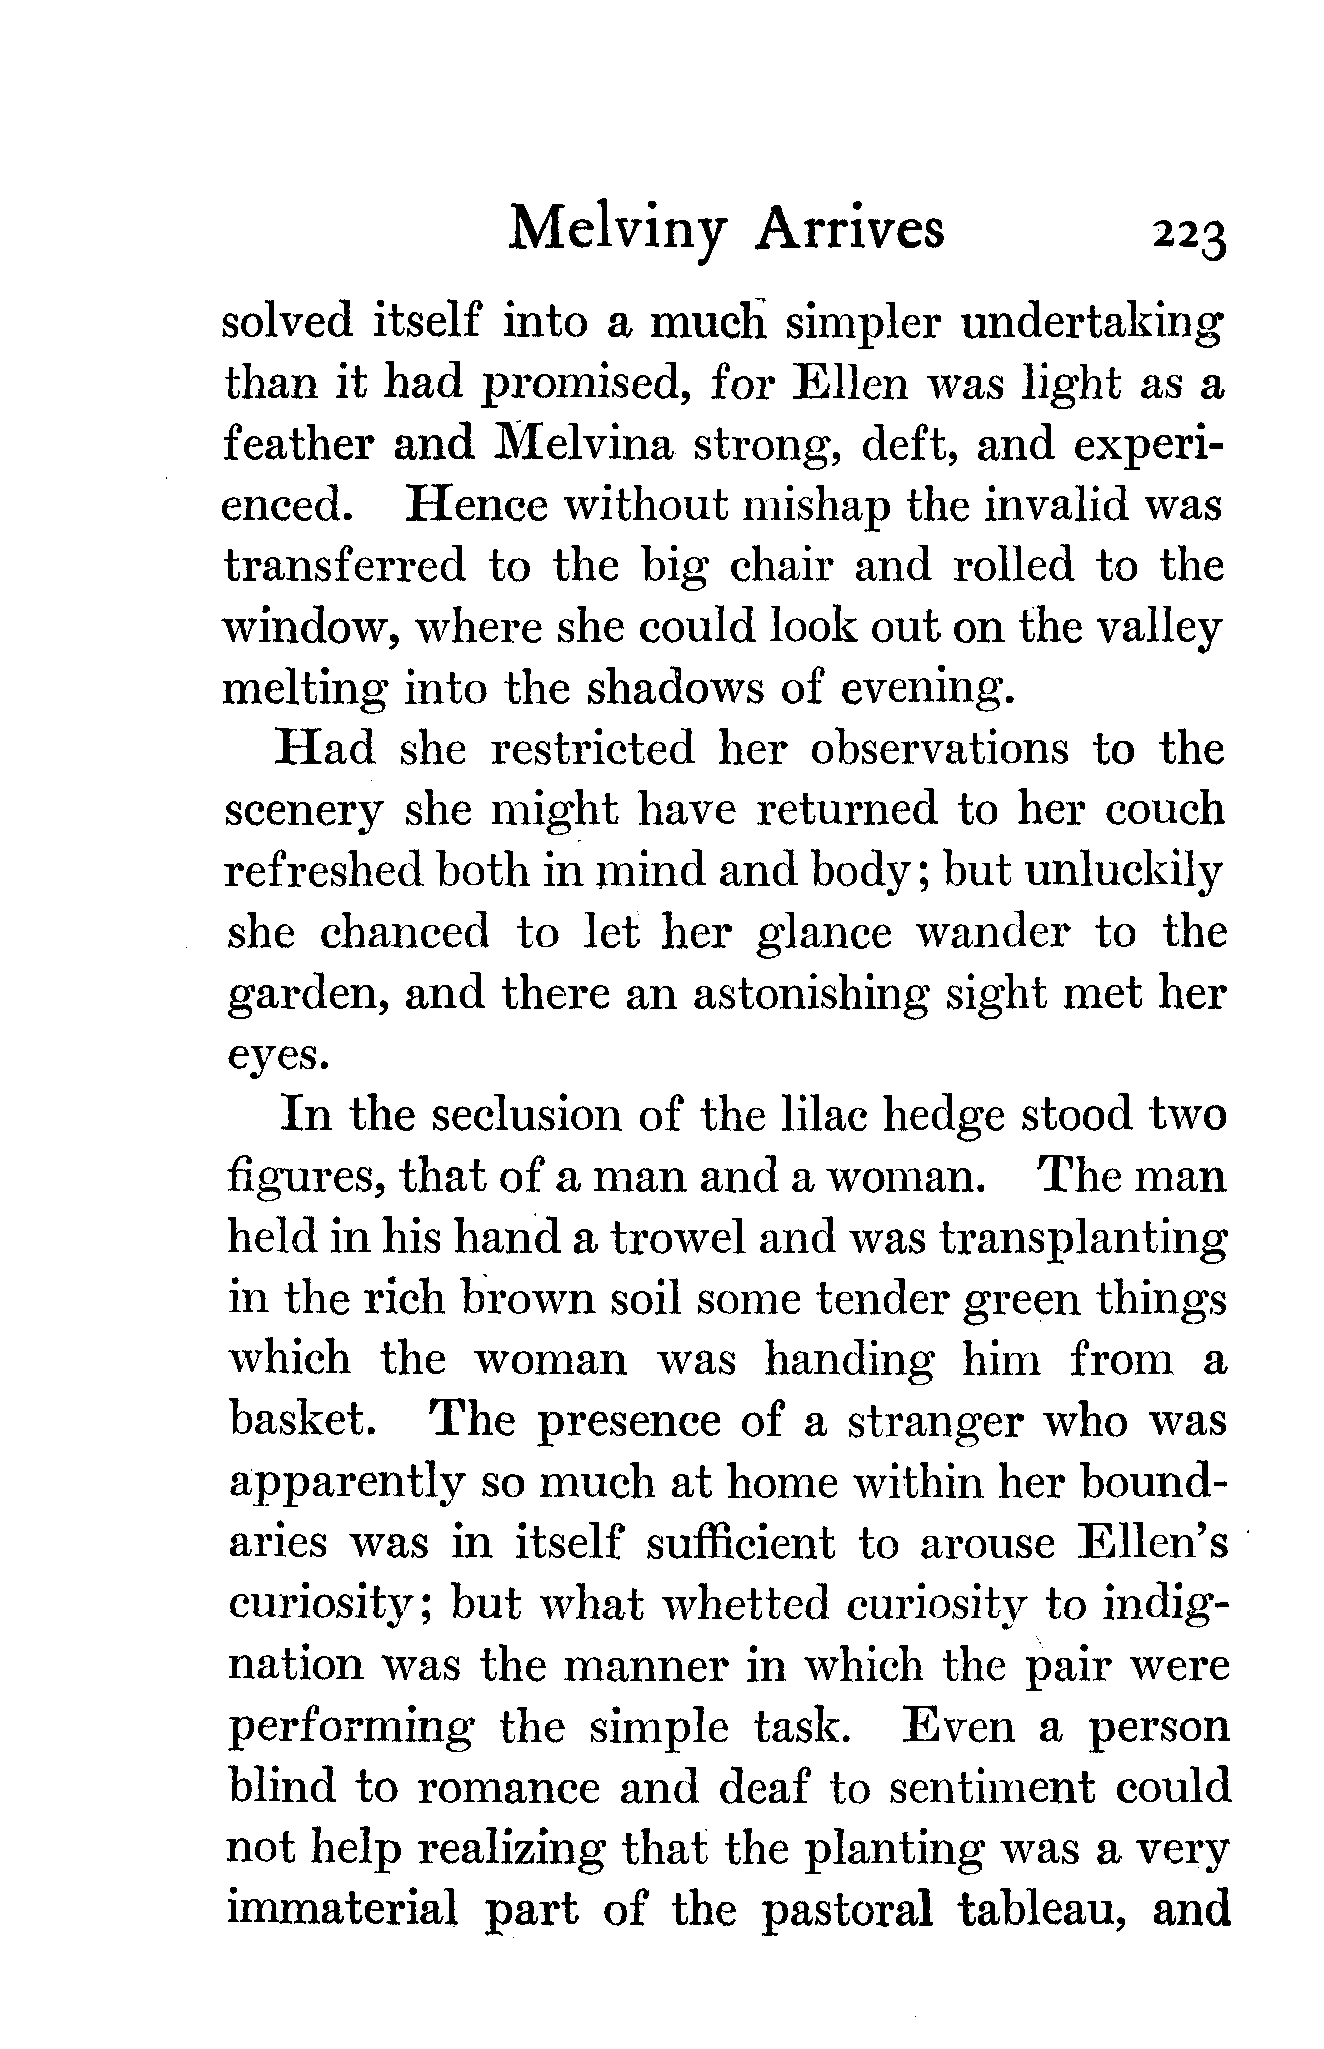 Melviny Arrives 223
solved itself into a much simpler undertaking
than it had promised, for Ellen was light as a
feather and Melvina strong, deft, and experi-
enced. Hence without mishap the invalid was
transferred to the big chair and rolled to the
window, where she could look out on the valley
melting into the shadows of evening.
Had she restricted her observations to the
scenery she might have returned to her couch
refreshed both in mind and body; but unluckily
she chanced to let her glance wander to the
garden, and there an astonishing sight met her
eyes.
In the seclusion of the lilac hedge stood two
figures, that of a man and a woman. The man
held in his hand a trowel and was transplanting
in the rich brown soil some tender green things
which the woman was handing him from a
basket. The presence of a stranger who was
apparently so much at home within her bound-
aries was in itself sufficient to arouse Ellen's
curiosity; but what whetted curiosity to indig-
nation was the manner in which the pair were
performing the simple task. Even a person
blind to romance and deaf to sentiment could
not help realizing that the planting was a very
immaterial part of the pastoral tableau, and